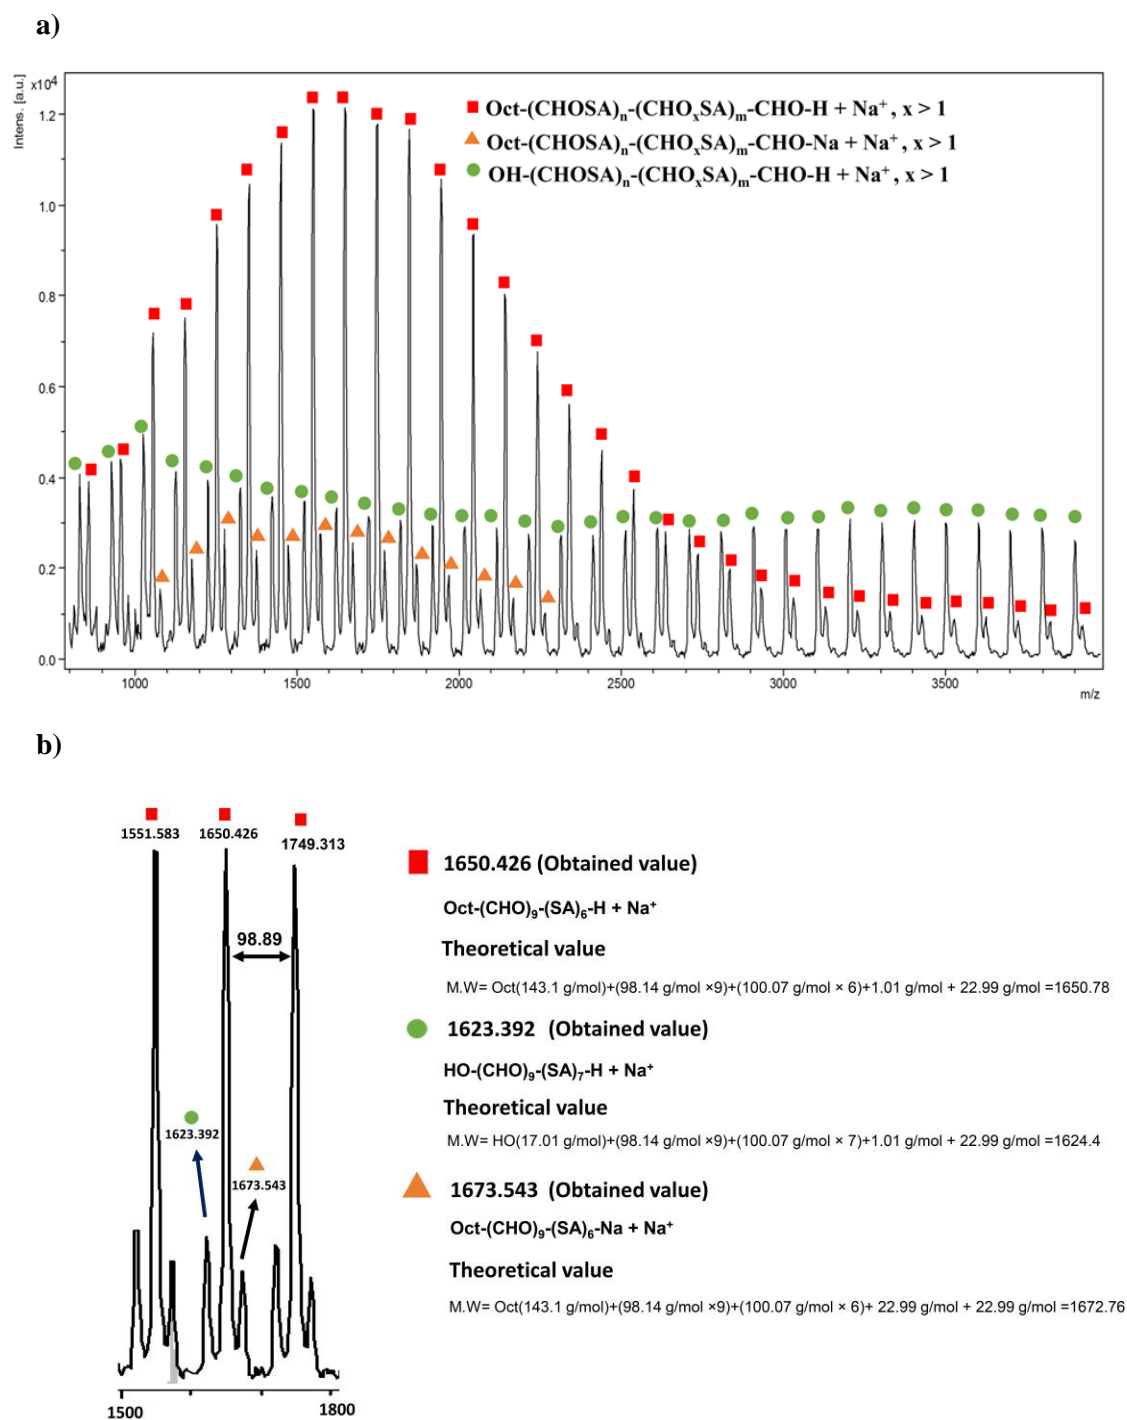 a)
Intens. [a.u.]
x10⁴
Oct-(CHOSA)ₙ-(CHOₓSA)ₘ-CHO-H + Na⁺, x > 1
Oct-(CHOSA)ₙ-(CHOₓSA)ₘ-CHO-Na + Na⁺, x > 1
OH-(CHOSA)ₙ-(CHOₓSA)ₘ-CHO-H + Na⁺, x > 1
1.2
1.0
0.8
0.6
0.4
0.2
0.0
1000 1500 2000 2500 3000 3500
m/z
b)
1551.583 1650.426 1749.313
98.89
1623.392
1673.543
1500 1800
1650.426 (Obtained value)
Oct-(CHO)₉-(SA)₆-H + Na⁺
Theoretical value
M.W= Oct(143.1 g/mol)+(98.14 g/mol ×9)+(100.07 g/mol × 6)+1.01 g/mol + 22.99 g/mol =1650.78
1623.392 (Obtained value)
HO-(CHO)₉-(SA)₇-H + Na⁺
Theoretical value
M.W= HO(17.01 g/mol)+(98.14 g/mol ×9)+(100.07 g/mol × 7)+1.01 g/mol + 22.99 g/mol =1624.4
1673.543 (Obtained value)
Oct-(CHO)₉-(SA)₆-Na + Na⁺
Theoretical value
M.W= Oct(143.1 g/mol)+(98.14 g/mol ×9)+(100.07 g/mol × 6)+ 22.99 g/mol + 22.99 g/mol =1672.76